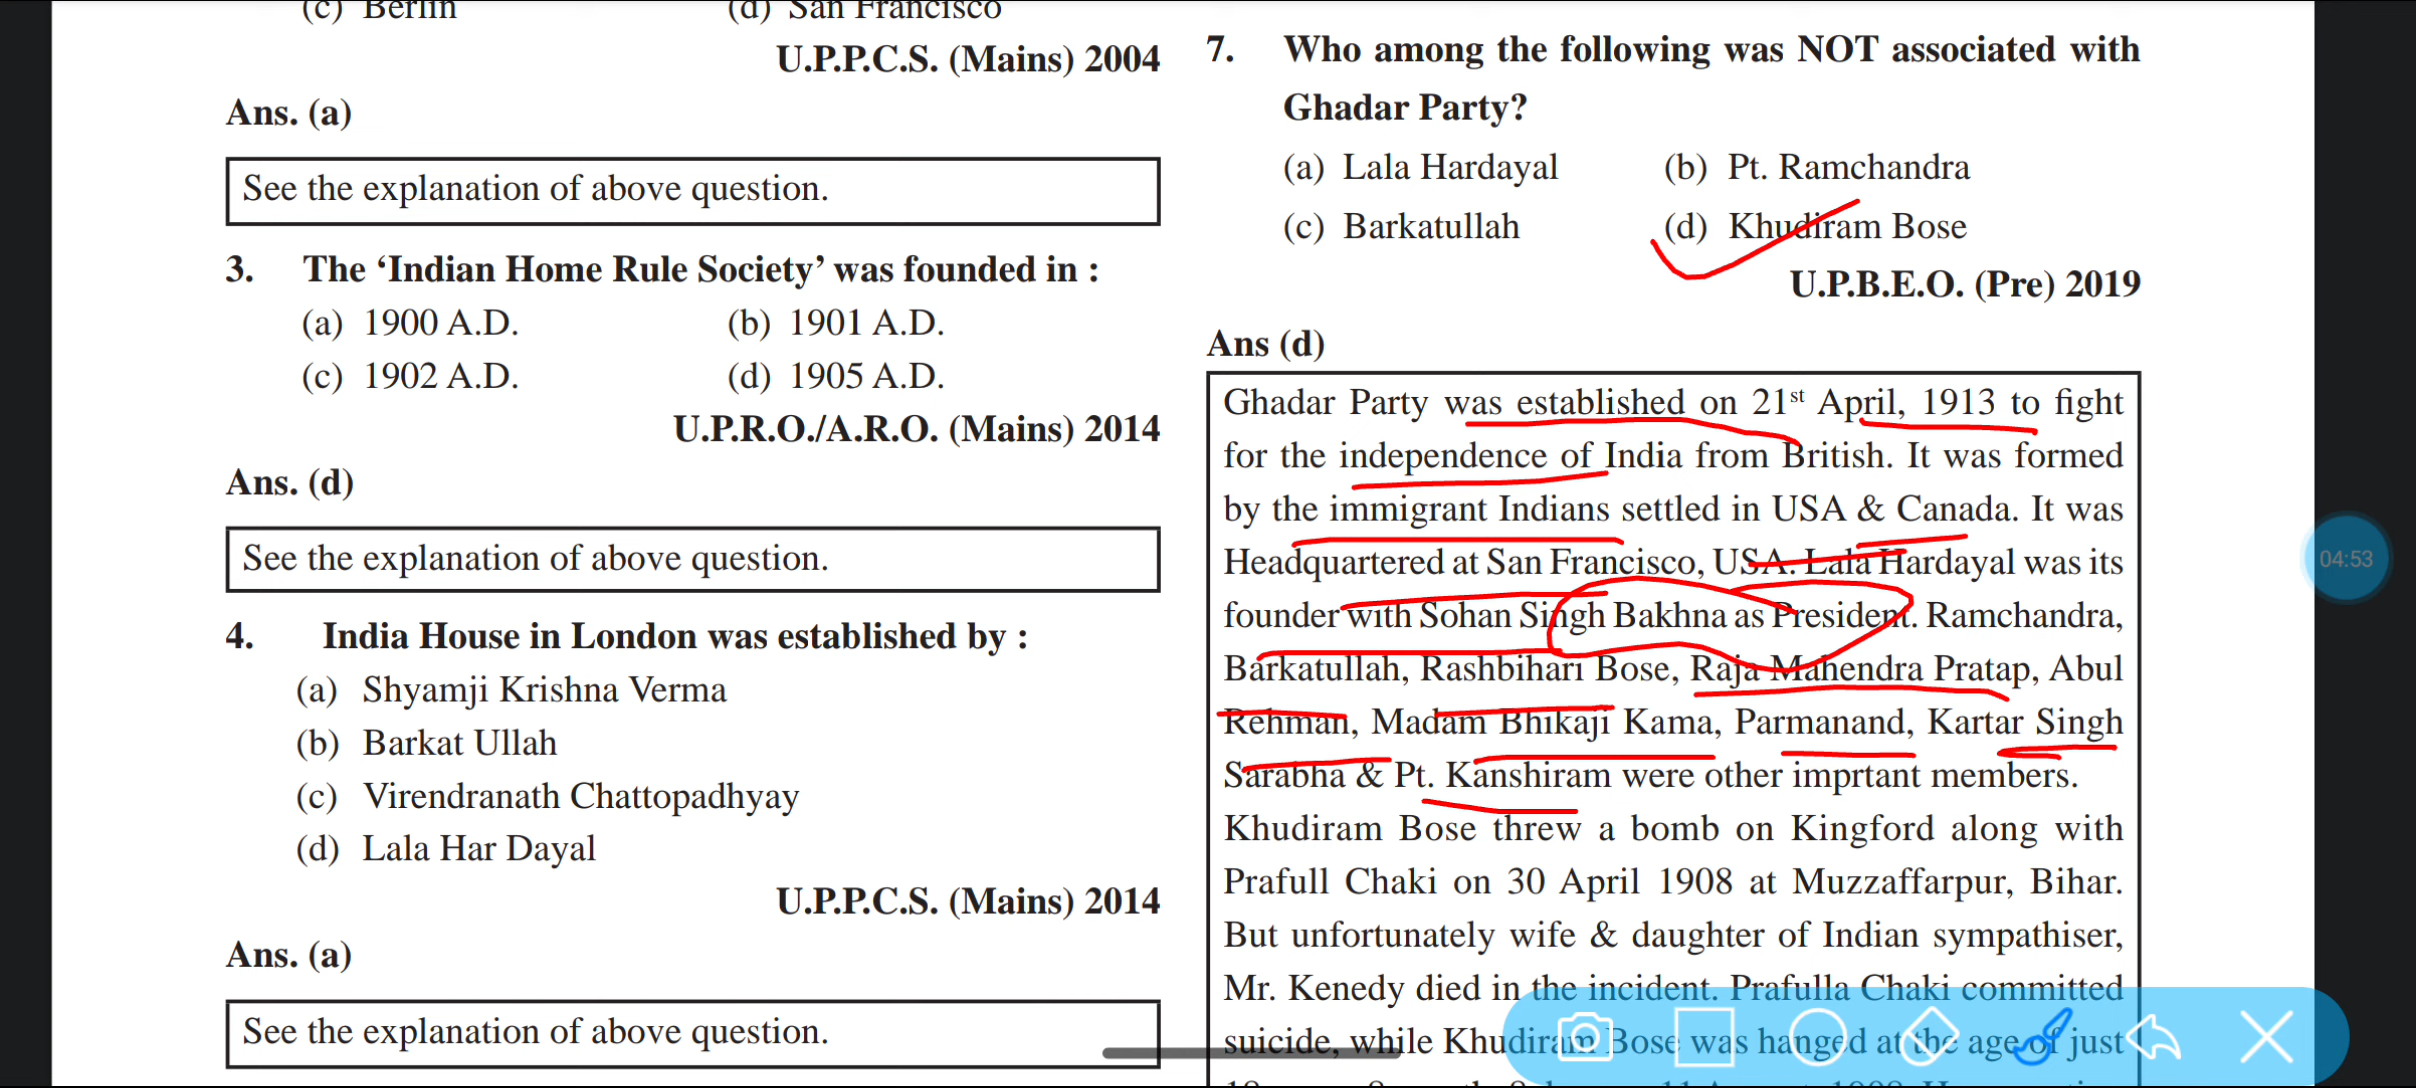 (c) Berlin (d) San Francisco
U.P.P.C.S. (Mains) 2004
Ans. (a)
See the explanation of above question.
3. The ‘Indian Home Rule Society’ was founded in :
(a) 1900 A.D. (b) 1901 A.D.
(c) 1902 A.D. (d) 1905 A.D.
U.P.R.O./A.R.O. (Mains) 2014
Ans. (d)
See the explanation of above question.
4. India House in London was established by :
(a) Shyamji Krishna Verma
(b) Barkat Ullah
(c) Virendranath Chattopadhyay
(d) Lala Har Dayal
U.P.P.C.S. (Mains) 2014
Ans. (a)
See the explanation of above question.
7. Who among the following was NOT associated with
Ghadar Party?
(a) Lala Hardayal (b) Pt. Ramchandra
(c) Barkatullah (d) Khudiram Bose
U.P.B.E.O. (Pre) 2019
Ans (d)
Ghadar Party was established on 21st April, 1913 to fight
for the independence of India from British. It was formed
by the immigrant Indians settled in USA & Canada. It was
Headquartered at San Francisco, USA. Lala Hardayal was its
founder with Sohan Singh Bakhna as President. Ramchandra,
Barkatullah, Rashbihari Bose, Raja Mahendra Pratap, Abul
Rehman, Madam Bhikaji Kama, Parmanand, Kartar Singh
Sarabha & Pt. Kanshiram were other imprtant members.
Khudiram Bose threw a bomb on Kingford along with
Prafull Chaki on 30 April 1908 at Muzzaffarpur, Bihar.
But unfortunately wife & daughter of Indian sympathiser,
Mr. Kenedy died in the incident. Prafulla Chaki committed
suicide, while Khudiram Bose was hanged at the age of just
04:53